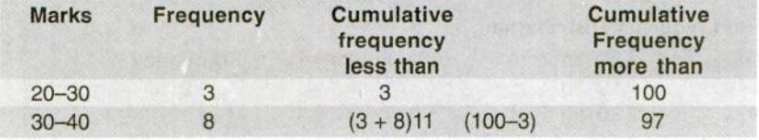 Marks Frequency Cumulative Cumulative
frequency Frequency
less than more than
20–30 3 3 100
30–40 8 (3 + 8)11 (100–3) 97